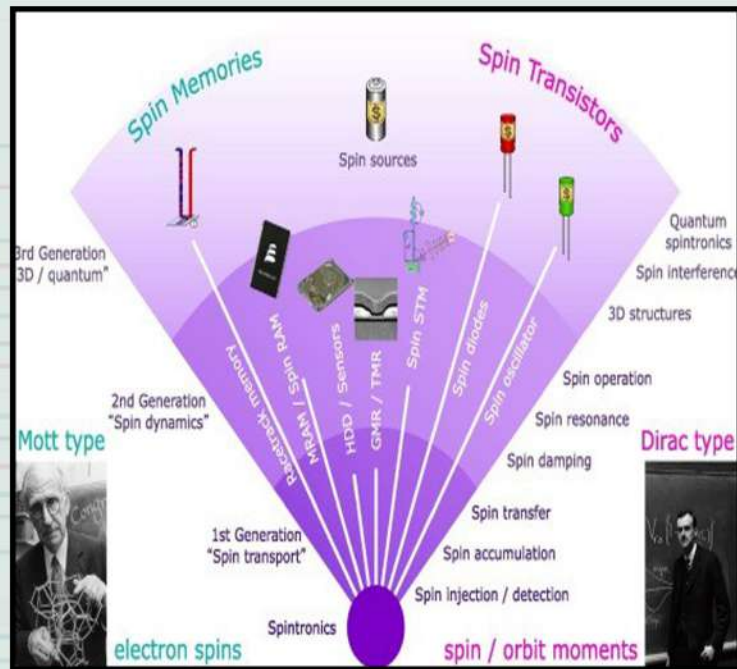 Spin Memories
Spin Transistors
Spin sources
3rd Generation
3D / quantum"
Quantum
spintronics
Spin interference
3D structures
2nd Generation
"Spin dynamics"
Racetrack memory
MRAM / Spin RAM
HDD / Sensors
GMR / TMR
Spin STM
Spin diodes
Spin oscillator
Spin operation
Spin resonance
Spin damping
Mott type
Dirac type
1st Generation
"Spin transport"
Spin transfer
Spin accumulation
Spin injection / detection
Spintronics
electron spins
spin / orbit moments